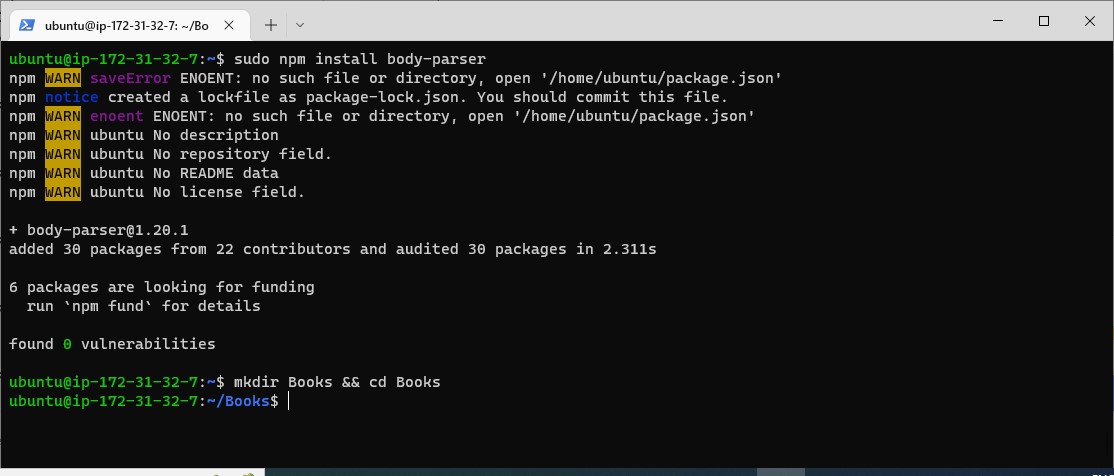 ubuntu@ip-172-31-32-7: ~/Bo
ubuntu@ip-172-31-32-7:~$ sudo npm install body-parser
npm WARN saveError ENOENT: no such file or directory, open '/home/ubuntu/package.json'
npm notice created a lockfile as package-lock.json. You should commit this file.
npm WARN enoent ENOENT: no such file or directory, open '/home/ubuntu/package.json'
npm WARN ubuntu No description
npm WARN ubuntu No repository field.
npm WARN ubuntu No README data
npm WARN ubuntu No license field.
+ body-parser@1.20.1
added 30 packages from 22 contributors and audited 30 packages in 2.311s
6 packages are looking for funding
run `npm fund` for details
found 0 vulnerabilities
ubuntu@ip-172-31-32-7:~$ mkdir Books && cd Books
ubuntu@ip-172-31-32-7:~/Books$